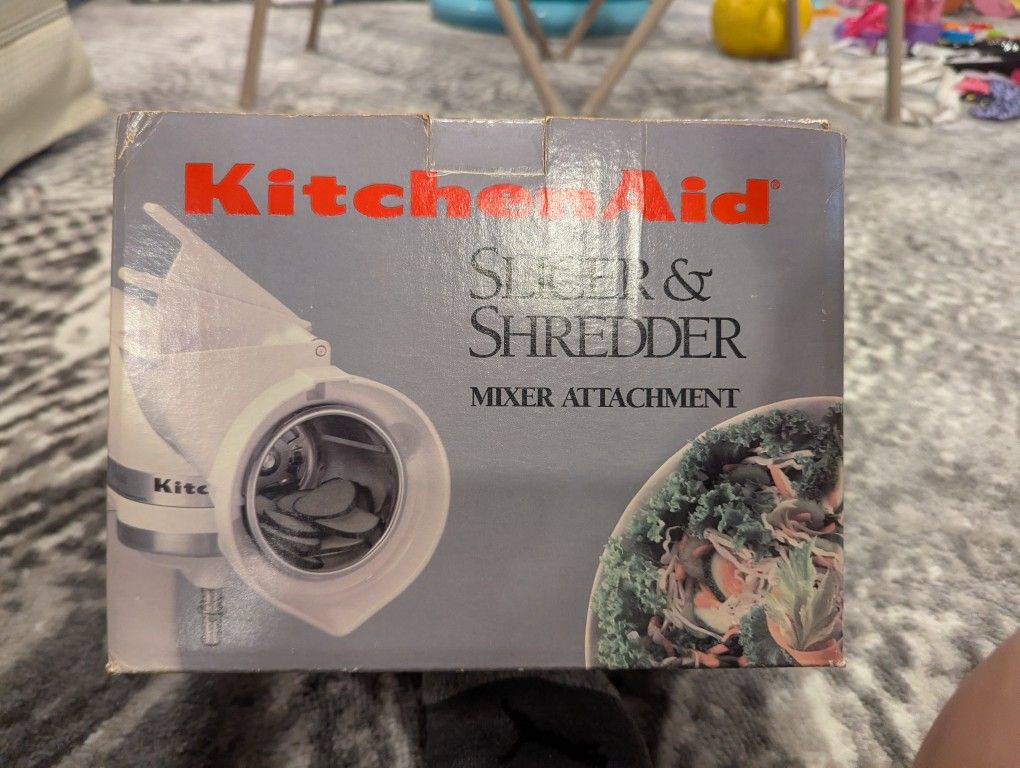 KitchenAid®
SLICER &
SHREDDER
MIXER ATTACHMENT
Kitc